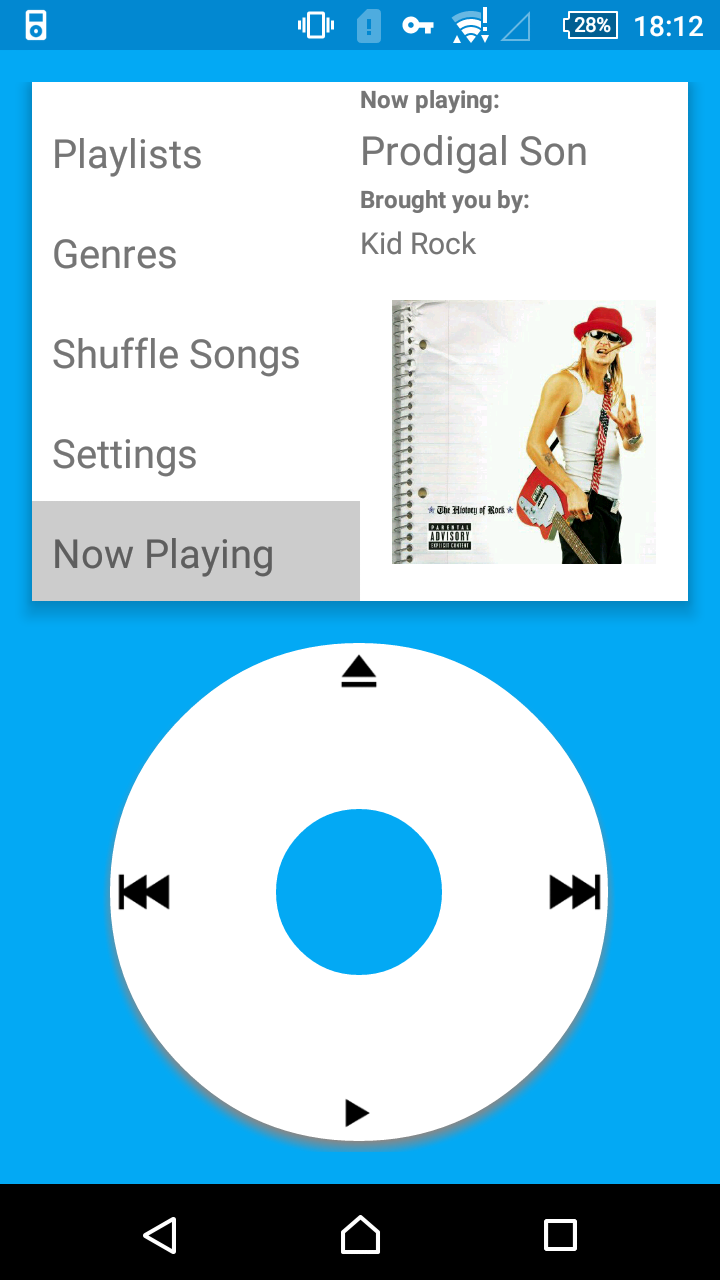 28% 18:12
Playlists
Genres
Shuffle Songs
Settings
Now Playing
Now playing:
Prodigal Son
Brought you by:
Kid Rock
The History of Rock
PARENTAL
ADVISORY
EXPLICIT CONTENT